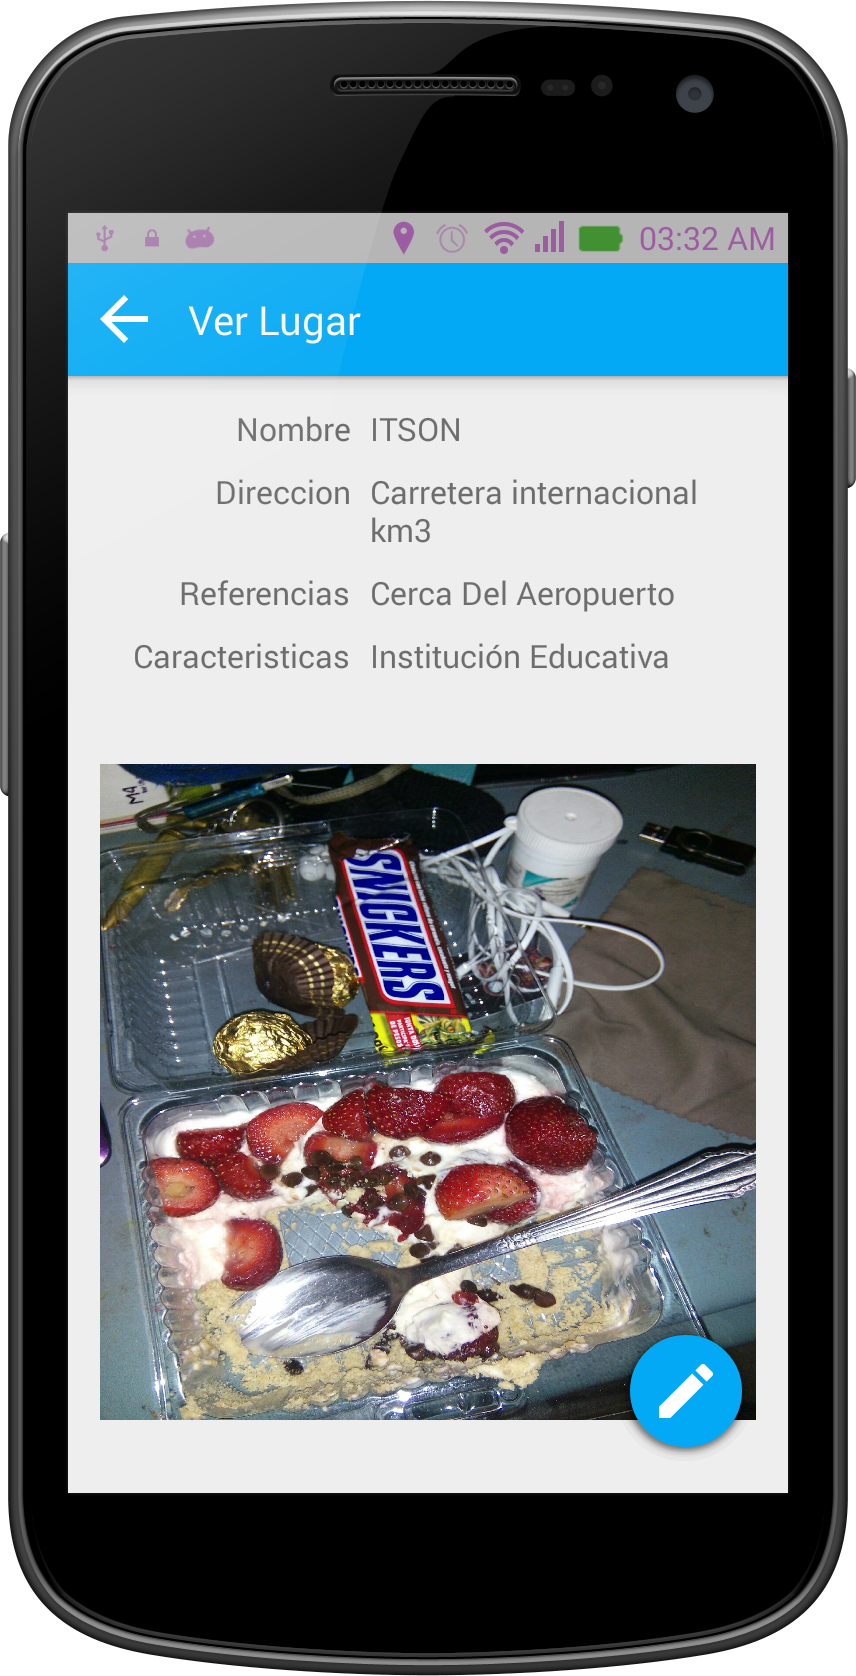 03:32 AM
Ver Lugar
Nombre ITSON
Direccion Carretera internacional
km3
Referencias Cerca Del Aeropuerto
Caracteristicas Institución Educativa
SNICKERS